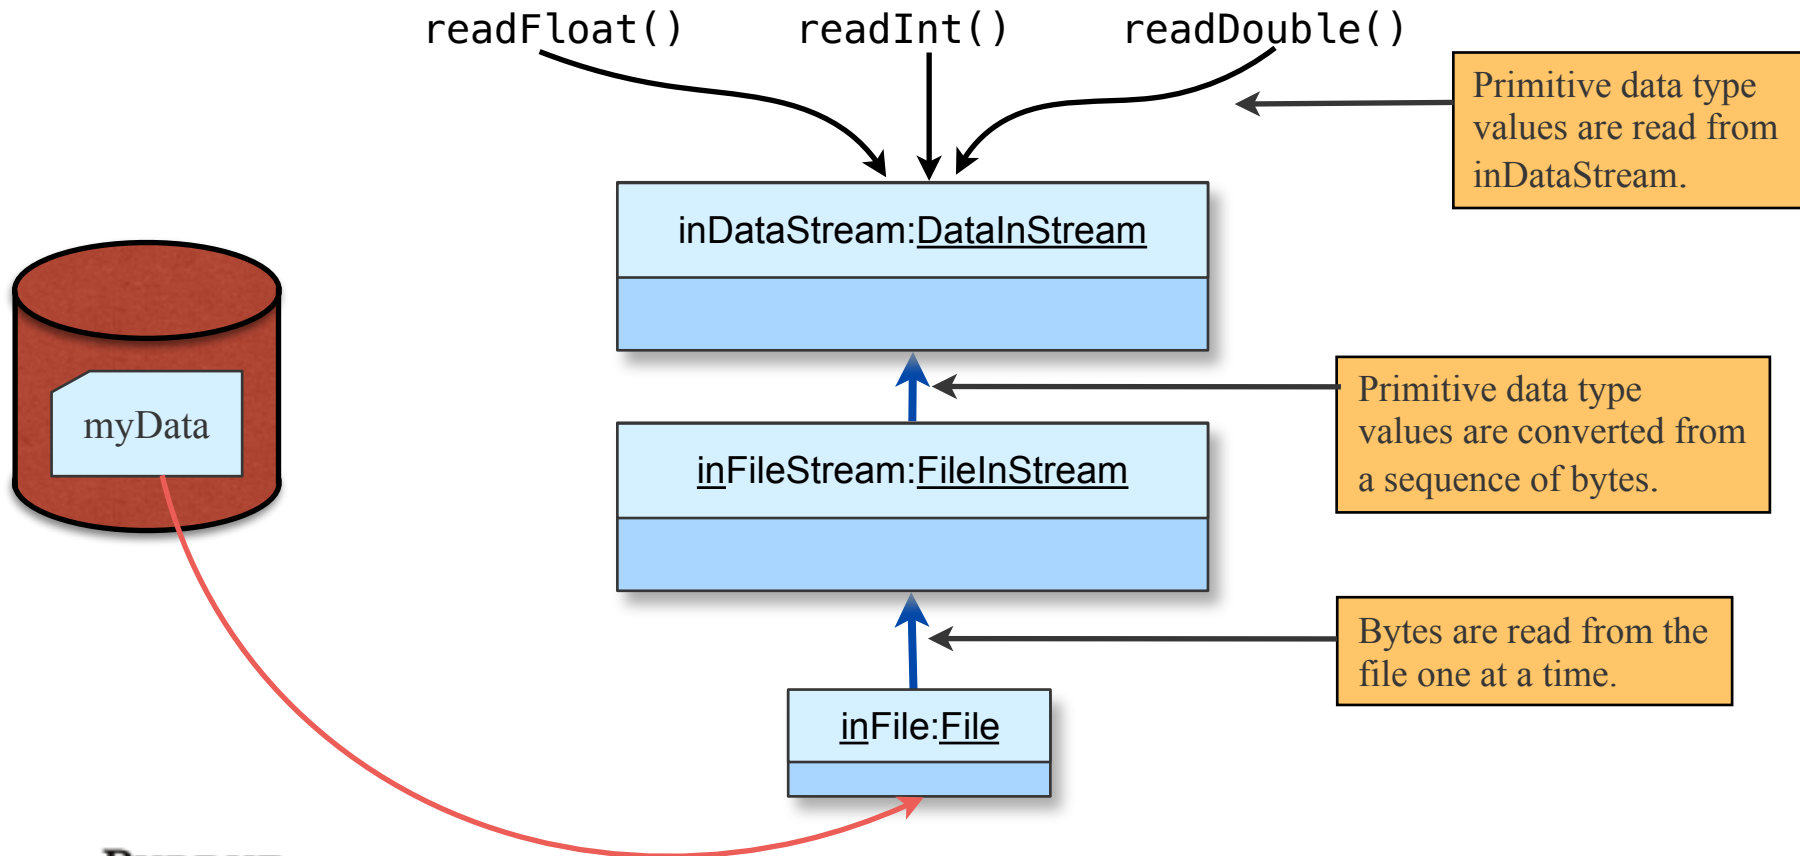 readFloat() readInt() readDouble()
Primitive data type
values are read from
inDataStream.
inDataStream:DataInStream
myData
Primitive data type
values are converted from
a sequence of bytes.
inFileStream:FileInStream
Bytes are read from the
file one at a time.
inFile:File